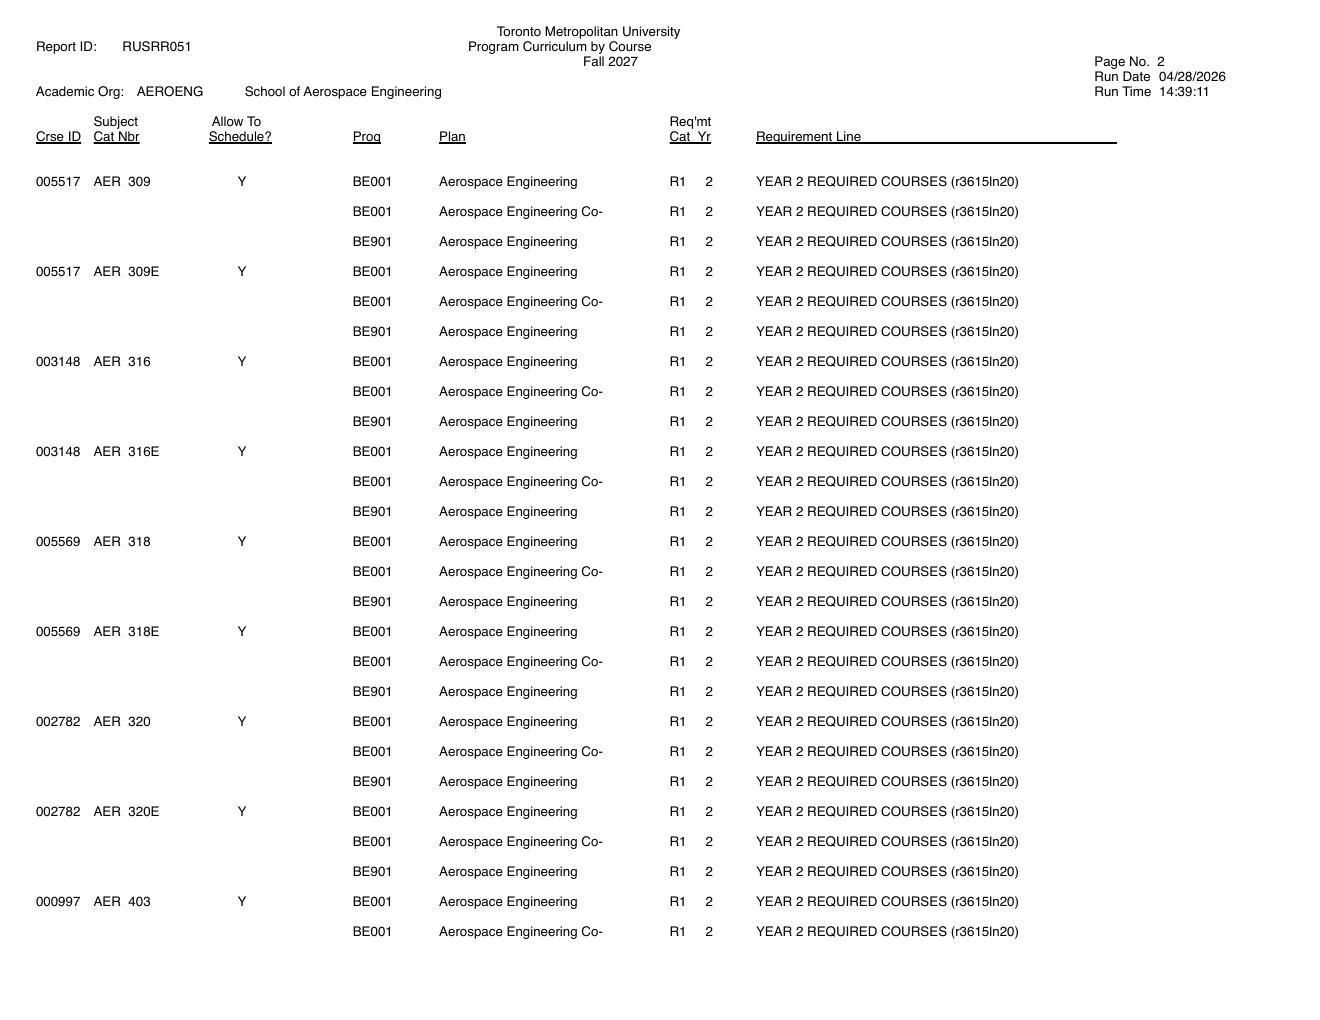 Toronto Metropolitan University
Report ID: RUSRR051 Program Curriculum by Course
Fall 2027 Page No. 2
Run Date 04/28/2026
Academic Org: AEROENG School of Aerospace Engineering Run Time 14:39:11
Subject Allow To Req'mt
Crse ID Cat Nbr Schedule? Prog Plan Cat Yr Requirement Line
005517 AER 309 Y BE001 Aerospace Engineering R1 2 YEAR 2 REQUIRED COURSES (r3615ln20)
BE001 Aerospace Engineering Co- R1 2 YEAR 2 REQUIRED COURSES (r3615ln20)
BE901 Aerospace Engineering R1 2 YEAR 2 REQUIRED COURSES (r3615ln20)
005517 AER 309E Y BE001 Aerospace Engineering R1 2 YEAR 2 REQUIRED COURSES (r3615ln20)
BE001 Aerospace Engineering Co- R1 2 YEAR 2 REQUIRED COURSES (r3615ln20)
BE901 Aerospace Engineering R1 2 YEAR 2 REQUIRED COURSES (r3615ln20)
003148 AER 316 Y BE001 Aerospace Engineering R1 2 YEAR 2 REQUIRED COURSES (r3615ln20)
BE001 Aerospace Engineering Co- R1 2 YEAR 2 REQUIRED COURSES (r3615ln20)
BE901 Aerospace Engineering R1 2 YEAR 2 REQUIRED COURSES (r3615ln20)
003148 AER 316E Y BE001 Aerospace Engineering R1 2 YEAR 2 REQUIRED COURSES (r3615ln20)
BE001 Aerospace Engineering Co- R1 2 YEAR 2 REQUIRED COURSES (r3615ln20)
BE901 Aerospace Engineering R1 2 YEAR 2 REQUIRED COURSES (r3615ln20)
005569 AER 318 Y BE001 Aerospace Engineering R1 2 YEAR 2 REQUIRED COURSES (r3615ln20)
BE001 Aerospace Engineering Co- R1 2 YEAR 2 REQUIRED COURSES (r3615ln20)
BE901 Aerospace Engineering R1 2 YEAR 2 REQUIRED COURSES (r3615ln20)
005569 AER 318E Y BE001 Aerospace Engineering R1 2 YEAR 2 REQUIRED COURSES (r3615ln20)
BE001 Aerospace Engineering Co- R1 2 YEAR 2 REQUIRED COURSES (r3615ln20)
BE901 Aerospace Engineering R1 2 YEAR 2 REQUIRED COURSES (r3615ln20)
002782 AER 320 Y BE001 Aerospace Engineering R1 2 YEAR 2 REQUIRED COURSES (r3615ln20)
BE001 Aerospace Engineering Co- R1 2 YEAR 2 REQUIRED COURSES (r3615ln20)
BE901 Aerospace Engineering R1 2 YEAR 2 REQUIRED COURSES (r3615ln20)
002782 AER 320E Y BE001 Aerospace Engineering R1 2 YEAR 2 REQUIRED COURSES (r3615ln20)
BE001 Aerospace Engineering Co- R1 2 YEAR 2 REQUIRED COURSES (r3615ln20)
BE901 Aerospace Engineering R1 2 YEAR 2 REQUIRED COURSES (r3615ln20)
000997 AER 403 Y BE001 Aerospace Engineering R1 2 YEAR 2 REQUIRED COURSES (r3615ln20)
BE001 Aerospace Engineering Co- R1 2 YEAR 2 REQUIRED COURSES (r3615ln20)